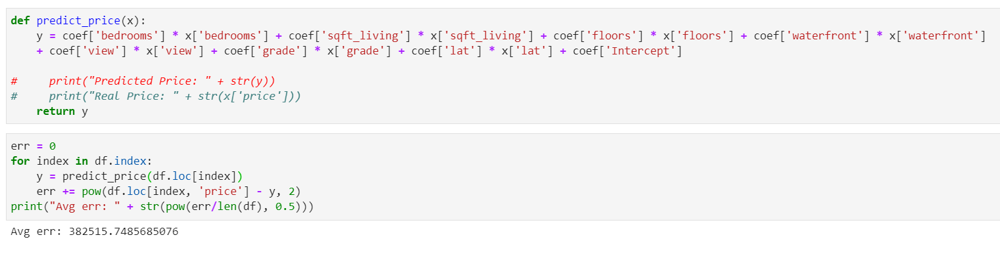 def predict_price(x):
    y = coef['bedrooms'] * x['bedrooms'] + coef['sqft_living'] * x['sqft_living'] + coef['floors'] * x['floors'] + coef['waterfront'] * x['waterfront']
    + coef['view'] * x['view'] + coef['grade'] * x['grade'] + coef['lat'] * x['lat'] + coef['Intercept']
#     print("Predicted Price: " + str(y))
#     print("Real Price: " + str(x['price']))
    return y
err = 0
for index in df.index:
    y = predict_price(df.loc[index])
    err += pow(df.loc[index, 'price'] - y, 2)
print("Avg err: " + str(pow(err/len(df), 0.5)))
Avg err: 382515.7485685076